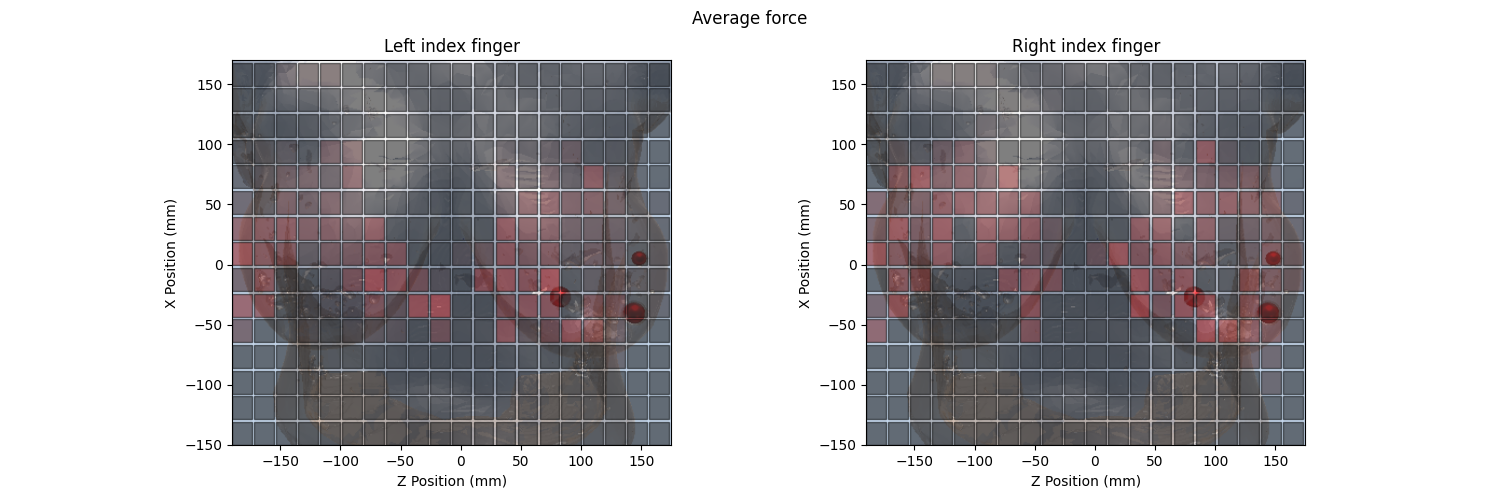 Average force
Left index finger
Right index finger
150
100
50
0
−50
−100
−150
X Position (mm)
−150 −100 −50 0 50 100 150
Z Position (mm)
150
100
50
0
−50
−100
−150
X Position (mm)
−150 −100 −50 0 50 100 150
Z Position (mm)